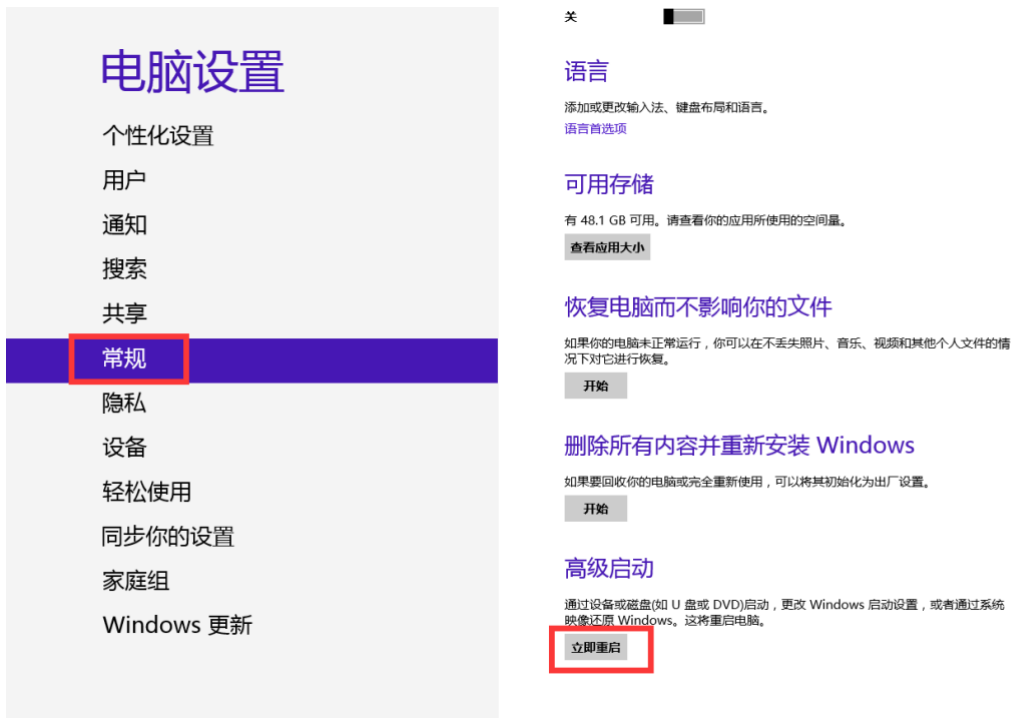 电脑设置
个性化设置
用户
通知
搜索
共享
常规
隐私
设备
轻松使用
同步你的设置
家庭组
Windows 更新
关
语言
添加或更改输入法、键盘布局和语言。
语言首选项
可用存储
有 48.1 GB 可用。请查看你的应用所使用的空间量。
查看应用大小
恢复电脑而不影响你的文件
如果你的电脑未正常运行，你可以在不丢失照片、音乐、视频和其他个人文件的情
况下对它进行恢复。
开始
删除所有内容并重新安装 Windows
如果要回收你的电脑或完全重新使用，可以将其初始化为出厂设置。
开始
高级启动
通过设备或磁盘(如 U 盘或 DVD)启动，更改 Windows 启动设置，或者通过系统
映像还原 Windows。这将重启电脑。
立即重启